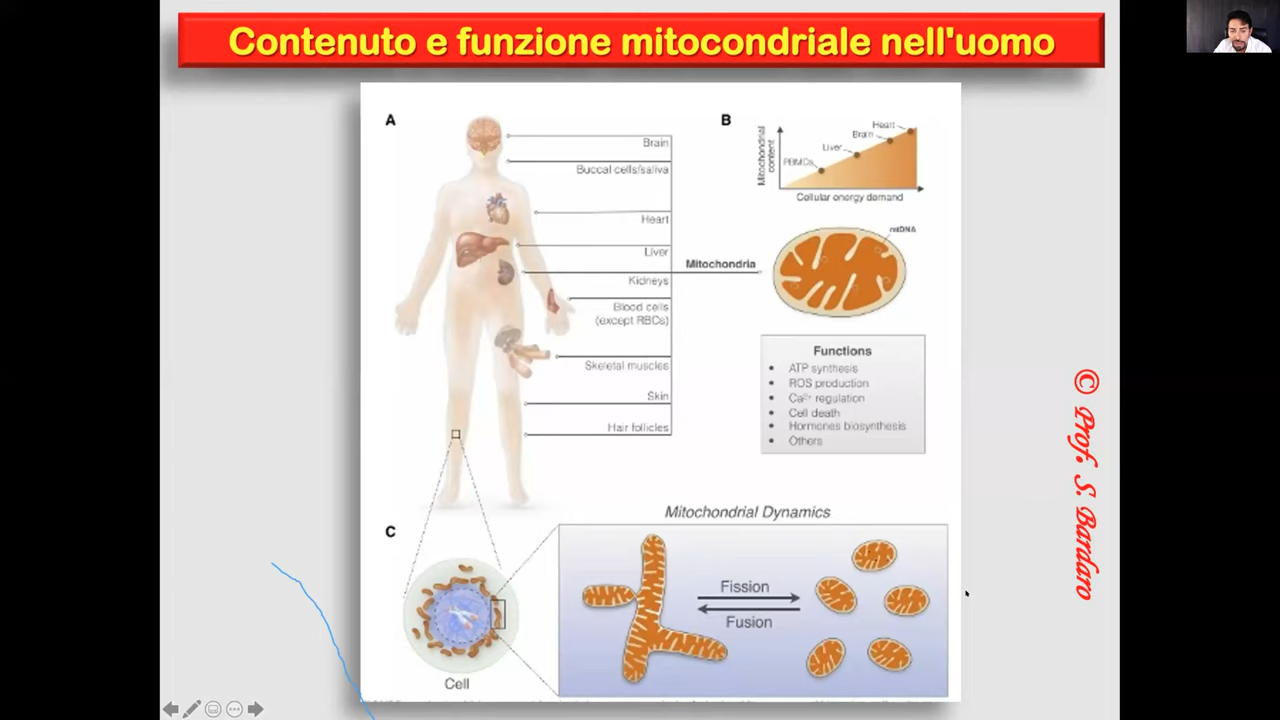 Contenuto e funzione mitocondriale nell'uomo
A
Brain
Buccal cells/saliva
Heart
Liver
Kidneys
Blood cells
(except RBCs)
Skeletal muscles
Skin
Hair follicles
Mitochondria
B
Mitochondrial
content
PBMCs
Liver
Brain
Heart
Cellular energy demand
mtDNA
Functions
• ATP synthesis
• ROS production
• Ca²⁺ regulation
• Cell death
• Hormones biosynthesis
• Others
C
Cell
Mitochondrial Dynamics
Fission
Fusion
© Prof. S. Bardaro